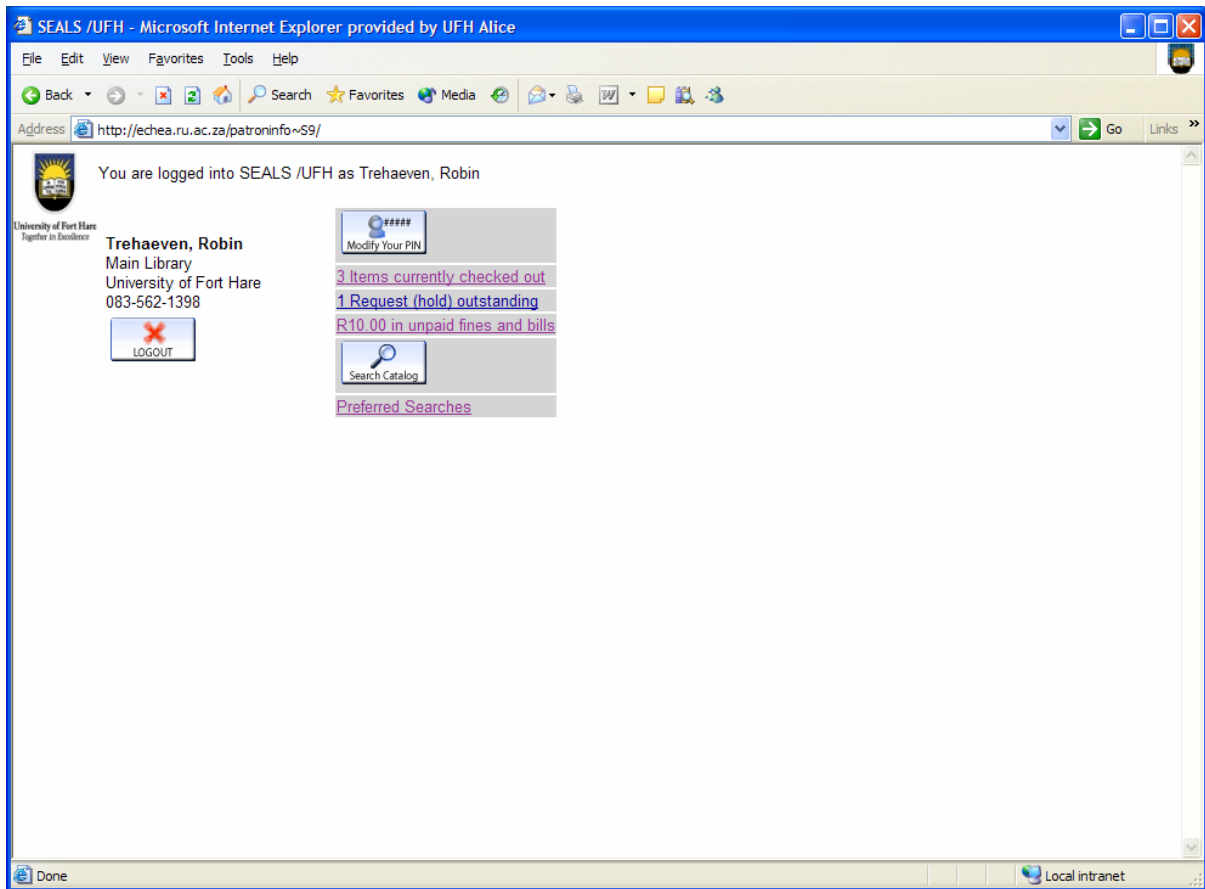 SEALS /UFH - Microsoft Internet Explorer provided by UFH Alice
File Edit View Favorites Tools Help
Back Search Favorites Media
Address http://echea.ru.ac.za/patroninfo~S9/ Go Links »
You are logged into SEALS /UFH as Trehaeven, Robin
University of Fort Hare
Together in Excellence
Trehaeven, Robin
Main Library
University of Fort Hare
083-562-1398
LOGOUT
#####
Modify Your PIN
3 Items currently checked out
1 Request (hold) outstanding
R10.00 in unpaid fines and bills
Search Catalog
Preferred Searches
Done Local intranet